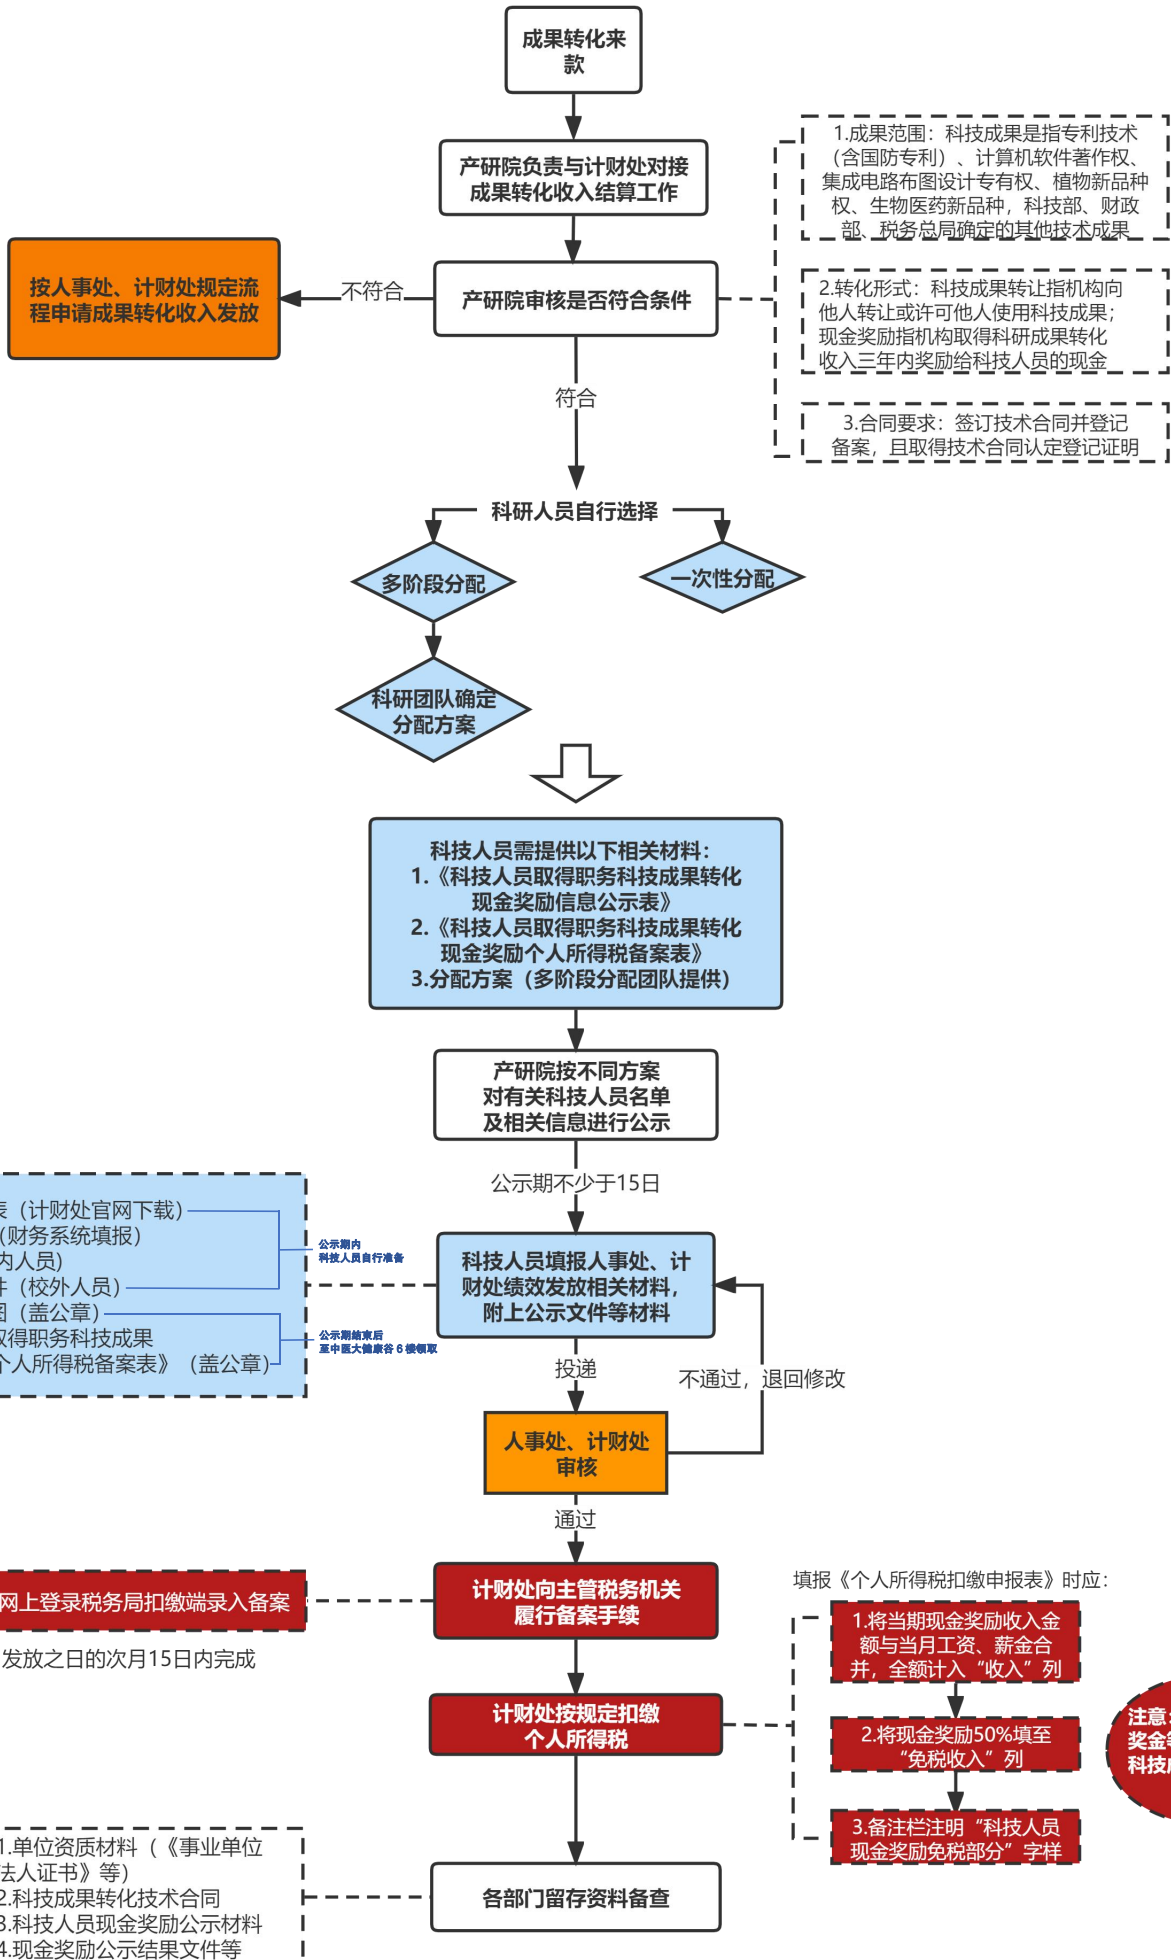 成果转化来
款
产研院负责与计财处对接
成果转化收入结算工作
1.成果范围：科技成果是指专利技术
（含国防专利）、计算机软件著作权、
集成电路布图设计专有权、植物新品种
权、生物医药新品种，科技部、财政
部、税务总局确定的其他技术成果
按人事处、计财处规定流
程申请成果转化收入发放
不符合
产研院审核是否符合条件
2.转化形式：科技成果转让指机构向
他人转让或许可他人使用科技成果；
现金奖励指机构取得科研成果转化
收入三年内奖励给科技人员的现金
符合
3.合同要求：签订技术合同并登记
备案，且取得技术合同认定登记证明
科研人员自行选择
多阶段分配
一次性分配
科研团队确定
分配方案
科技人员需提供以下相关材料：
1.《科技人员取得职务科技成果转化
现金奖励信息公示表》
2.《科技人员取得职务科技成果转化
现金奖励个人所得税备案表》
3.分配方案（多阶段分配团队提供）
产研院按不同方案
对有关科技人员名单
及相关信息进行公示
公示期不少于15日
表（计财处官网下载）
（财务系统填报）
内人员)
件（校外人员）
图（盖公章）
取得职务科技成果
个人所得税备案表》（盖公章）
公示期内
科技人员自行准备
公示期结束后
至中医大健康谷 6 楼领取
科技人员填报人事处、计
财处绩效发放相关材料，
附上公示文件等材料
投递
不通过，退回修改
人事处、计财处
审核
通过
网上登录税务局扣缴端录入备案
发放之日的次月15日内完成
计财处向主管税务机关
履行备案手续
填报《个人所得税扣缴申报表》时应：
1.将当期现金奖励收入金
额与当月工资、薪金合
并，全额计入“收入”列
计财处按规定扣缴
个人所得税
2.将现金奖励50%填至
“免税收入”列
3.备注栏注明“科技人员
现金奖励免税部分”字样
注意：
奖金等
科技成
1.单位资质材料（《事业单位
法人证书》等）
2.科技成果转化技术合同
3.科技人员现金奖励公示材料
4.现金奖励公示结果文件等
各部门留存资料备查